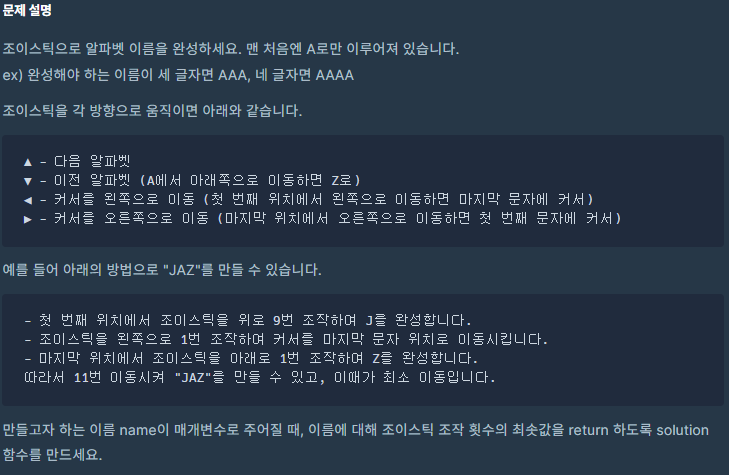 문제 설명
조이스틱으로 알파벳 이름을 완성하세요. 맨 처음엔 A로만 이루어져 있습니다.
ex) 완성해야 하는 이름이 세 글자면 AAA, 네 글자면 AAAA
조이스틱을 각 방향으로 움직이면 아래와 같습니다.
▲ - 다음 알파벳
▼ - 이전 알파벳 (A에서 아래쪽으로 이동하면 Z로)
◀ - 커서를 왼쪽으로 이동 (첫 번째 위치에서 왼쪽으로 이동하면 마지막 문자에 커서)
▶ - 커서를 오른쪽으로 이동 (마지막 위치에서 오른쪽으로 이동하면 첫 번째 문자에 커서)
예를 들어 아래의 방법으로 "JAZ"를 만들 수 있습니다.
- 첫 번째 위치에서 조이스틱을 위로 9번 조작하여 J를 완성합니다.
- 조이스틱을 왼쪽으로 1번 조작하여 커서를 마지막 문자 위치로 이동시킵니다.
- 마지막 위치에서 조이스틱을 아래로 1번 조작하여 Z를 완성합니다.
따라서 11번 이동시켜 "JAZ"를 만들 수 있고, 이때가 최소 이동입니다.
만들고자 하는 이름 name이 매개변수로 주어질 때, 이름에 대해 조이스틱 조작 횟수의 최솟값을 return 하도록 solution
함수를 만드세요.